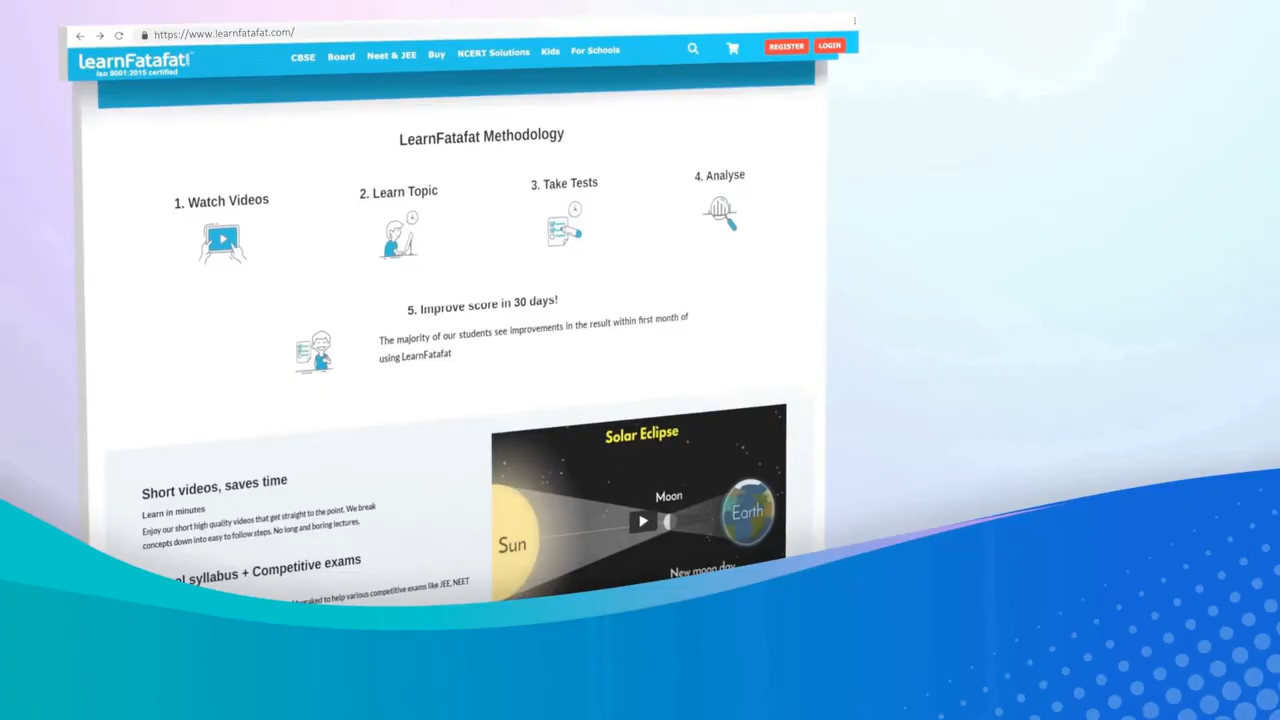 https://www.learnfatafat.com/
learnFatafat!™
Iso 9001:2015 certified
CBSE Board Neet & JEE Buy NCERT Solutions Kids For Schools
REGISTER LOGIN
LearnFatafat Methodology
1. Watch Videos
2. Learn Topic
3. Take Tests
4. Analyse
5. Improve score in 30 days!
The majority of our students see improvements in the result within first month of
using LearnFatafat
Short videos, saves time
Learn in minutes
Enjoy our short high quality videos that get straight to the point. We break
concepts down into easy to follow steps. No long and boring lectures.
syllabus + Competitive exams
to help various competitive exams like JEE, NEET
Solar Eclipse
Moon
Earth
Sun
New moon day